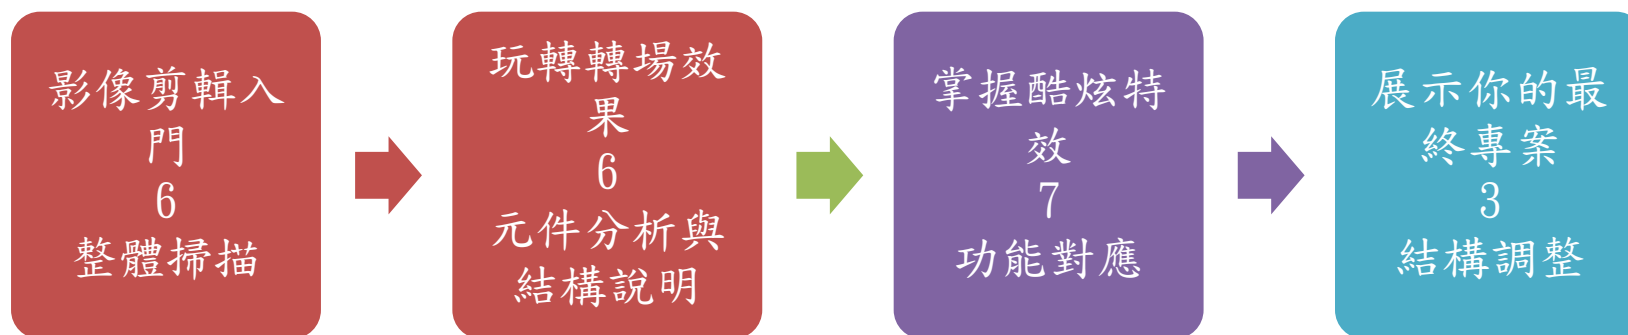 影像剪輯入
門
6
整體掃描
玩轉轉場效
果
6
元件分析與
結構說明
掌握酷炫特
效
7
功能對應
展示你的最
終專案
3
結構調整